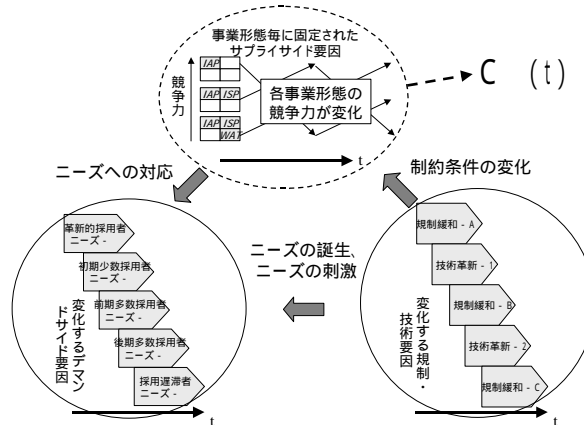 事業形態毎に固定された
サプライサイド要因
C (t)
競争力
IAP
IAP ISP
IAP ISP
WAT
各事業形態の
競争力が変化
t
ニーズへの対応
制約条件の変化
ニーズの誕生、
ニーズの刺激
革新的採用者
ニーズ-
初期少数採用者
ニーズ-
前期多数採用者
ニーズ-
後期多数採用者
ニーズ-
採用遅滞者
ニーズ-
変化するデマン
ドサイド要因
t
規制緩和 - A
技術革新 - 1
規制緩和 - B
技術革新 - 2
規制緩和 - C
変化する規制・
技術要因
t